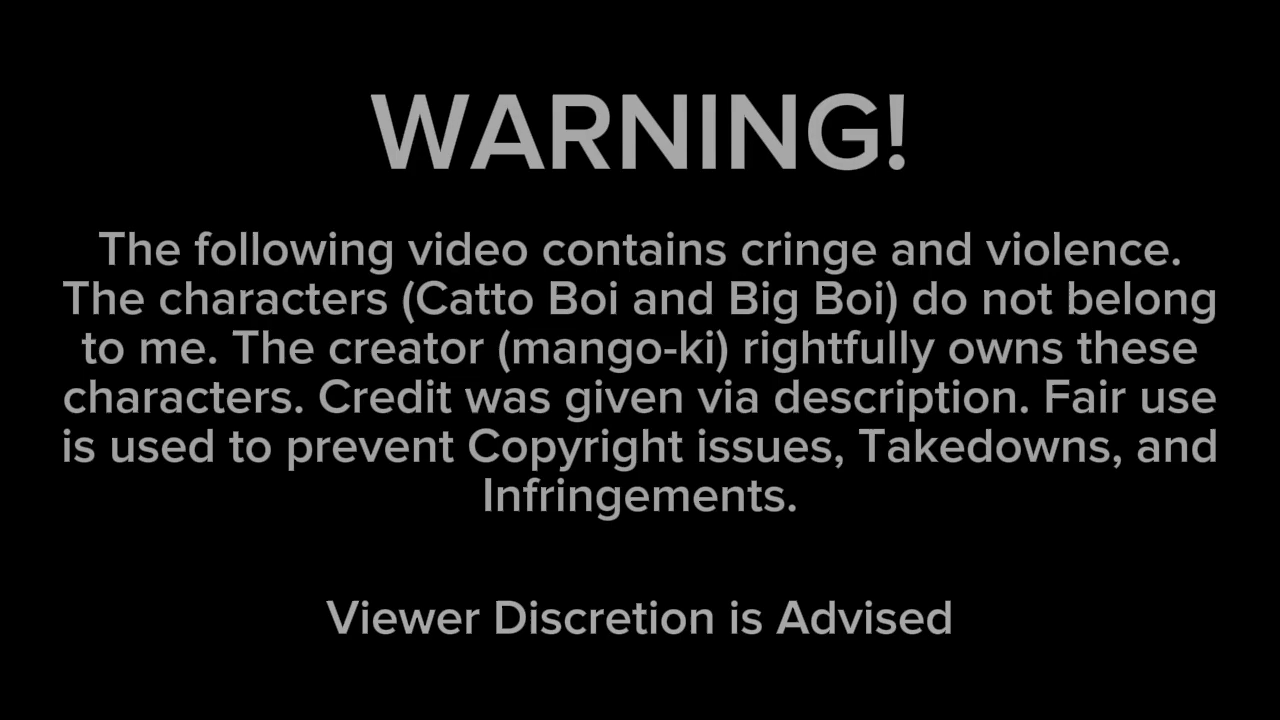 WARNING!
The following video contains cringe and violence.
The characters (Catto Boi and Big Boi) do not belong
to me. The creator (mango-ki) rightfully owns these
characters. Credit was given via description. Fair use
is used to prevent Copyright issues, Takedowns, and
Infringements.
Viewer Discretion is Advised